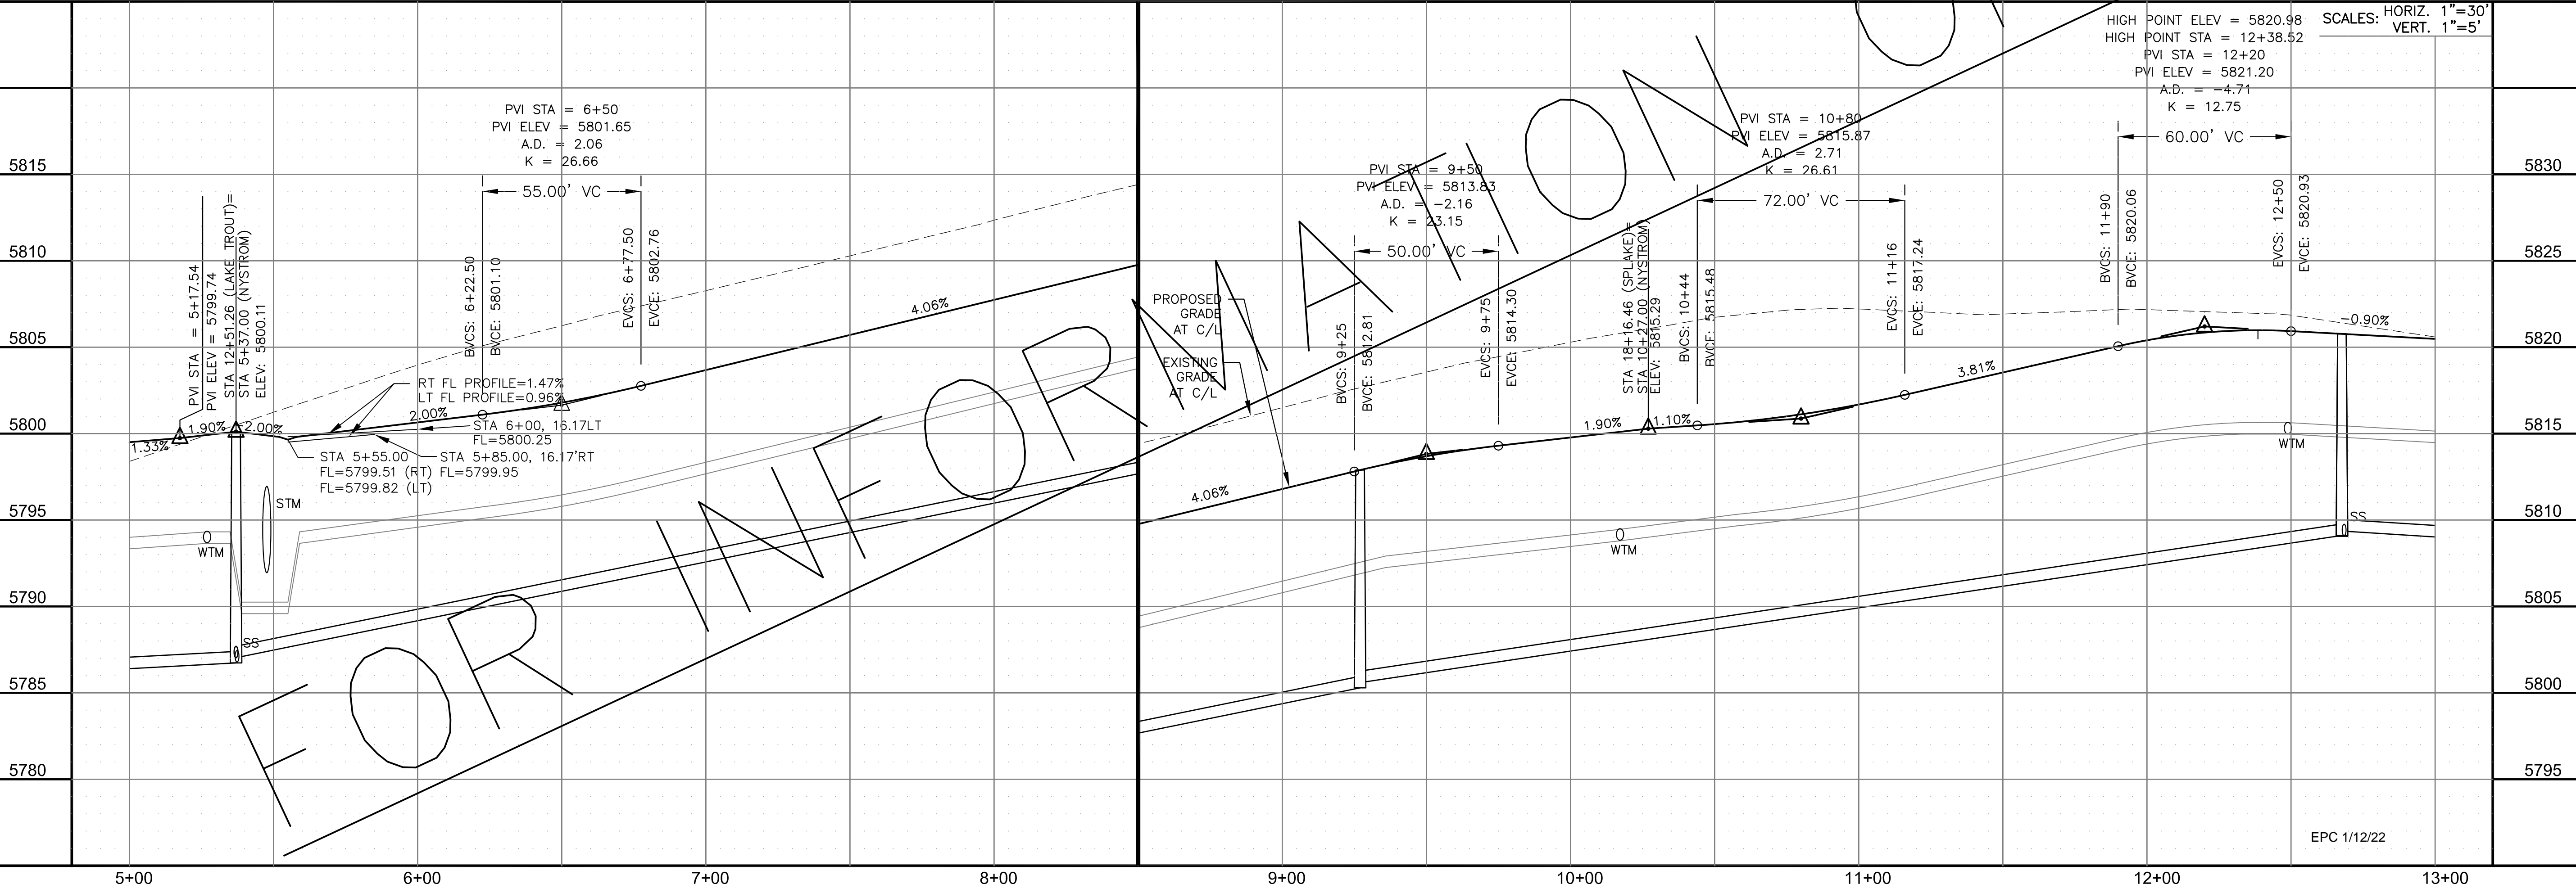 SCALES: HORIZ. 1"=30'
VERT. 1"=5'
HIGH POINT ELEV = 5820.98
HIGH POINT STA = 12+38.52
PVI STA = 12+20
PVI ELEV = 5821.20
A.D. = -4.71
K = 12.75
60.00' VC
BVCS: 11+90
BVCE: 5820.06
EVCS: 12+50
EVCE: 5820.93
PVI STA = 6+50
PVI ELEV = 5801.65
A.D. = 2.06
K = 26.66
55.00' VC
BVCS: 6+22.50
BVCE: 5801.10
EVCS: 6+77.50
EVCE: 5802.76
PVI STA = 10+80
PVI ELEV = 5815.87
A.D. = 2.71
K = 26.61
72.00' VC
BVCS: 10+44
BVCE: 5815.48
EVCS: 11+16
EVCE: 5817.24
PVI STA = 9+50
PVI ELEV = 5813.83
A.D. = -2.16
K = 23.15
50.00' VC
BVCS: 9+25
BVCE: 5812.81
EVCS: 9+75
EVCE: 5814.30
PVI STA = 5+17.54
PVI ELEV = 5799.74
STA 12+51.26 (LAKE TROUT)=
STA 5+37.00 (NYSTROM)
ELEV: 5800.11
STA 18+16.46 (SPLAKE)=
STA 10+27.00 (NYSTROM)
ELEV: 5815.29
PROPOSED
GRADE
AT C/L
EXISTING
GRADE
AT C/L
RT FL PROFILE=1.47%
LT FL PROFILE=0.96%
1.33%
1.90%
-2.00%
2.00%
4.06%
4.06%
1.90%
1.10%
3.81%
-0.90%
STA 6+00, 16.17LT
FL=5800.25
STA 5+55.00
FL=5799.51 (RT)
FL=5799.82 (LT)
STA 5+85.00, 16.17'RT
FL=5799.95
STM
WTM
SS
WTM
WTM
SS
FOR INFORMATION O
5815
5810
5805
5800
5795
5790
5785
5780
5830
5825
5820
5815
5810
5805
5800
5795
EPC 1/12/22
5+00
6+00
7+00
8+00
9+00
10+00
11+00
12+00
13+00